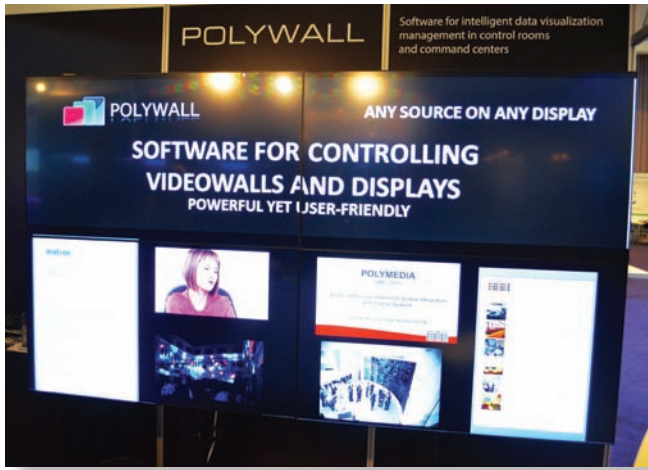 POLYWALL
Software for intelligent data visualization
management in control rooms
and command centers
POLYWALL
ANY SOURCE ON ANY DISPLAY
SOFTWARE FOR CONTROLLING
VIDEOWALLS AND DISPLAYS
POWERFUL YET USER-FRIENDLY
POLYMEDIA